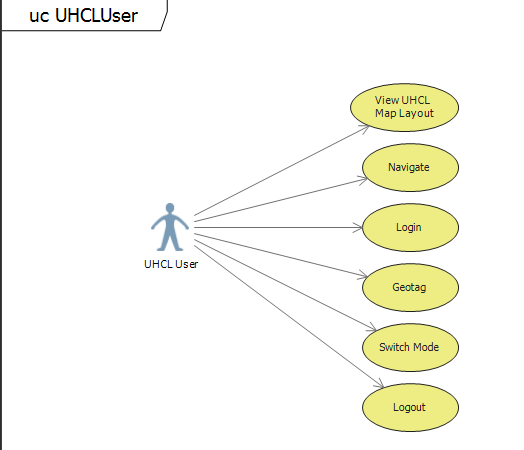 uc UHCLUser
View UHCL
Map Layout
Navigate
Login
UHCL User
Geotag
Switch Mode
Logout